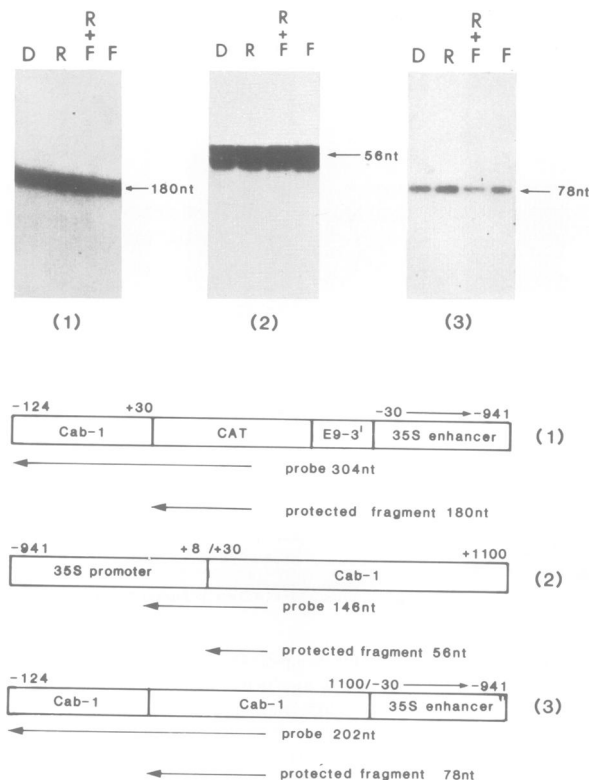 R
+
D R F F
180nt
(1)
R
+
D R F F
56nt
(2)
R
+
D R F F
78nt
(3)
-124 +30 -30 -941
Cab-1 CAT E9-3' 35S enhancer (1)
probe 304nt
protected fragment 180nt
-941 +8 /+30 +1100
35S promoter Cab-1 (2)
probe 146nt
protected fragment 56nt
-124 1100/-30 -941
Cab-1 Cab-1 35S enhancer (3)
probe 202nt
protected fragment 78nt